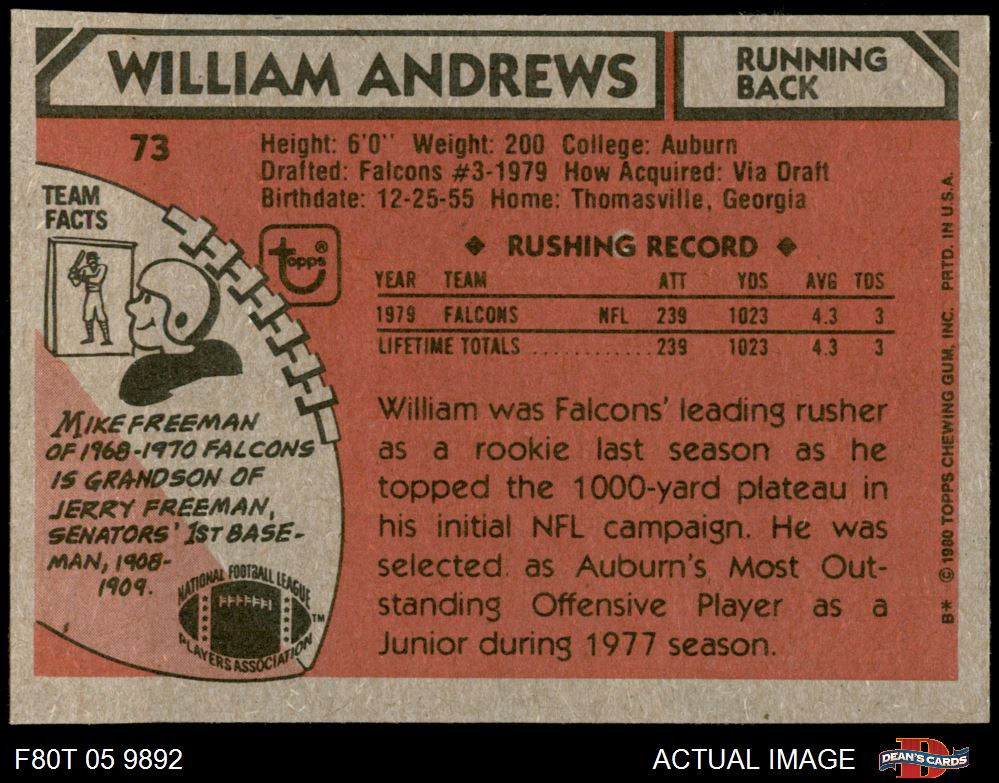 WILLIAM ANDREWS
RUNNING
BACK
73
Height: 6'0" Weight: 200 College: Auburn
Drafted: Falcons #3-1979 How Acquired: Via Draft
Birthdate: 12-25-55 Home: Thomasville, Georgia
TEAM
FACTS
topps®
◆ RUSHING RECORD ◆
YEAR TEAM ATT YDS AVG TDS
1979 FALCONS NFL 239 1023 4.3 3
LIFETIME TOTALS ............ 239 1023 4.3 3
MIKE FREEMAN
OF 1968-1970 FALCONS
IS GRANDSON OF
JERRY FREEMAN,
SENATORS' 1ST BASE-
MAN, 1908-
1909.
NATIONAL FOOTBALL LEAGUE
PLAYERS ASSOCIATION
TM
William was Falcons' leading rusher
as a rookie last season as he
topped the 1000-yard plateau in
his initial NFL campaign. He was
selected as Auburn's Most Out-
standing Offensive Player as a
Junior during 1977 season.
B* © 1980 TOPPS CHEWING GUM, INC. PRTD. IN U.S.A.
F80T 05 9892
ACTUAL IMAGE
DEAN'S CARDS